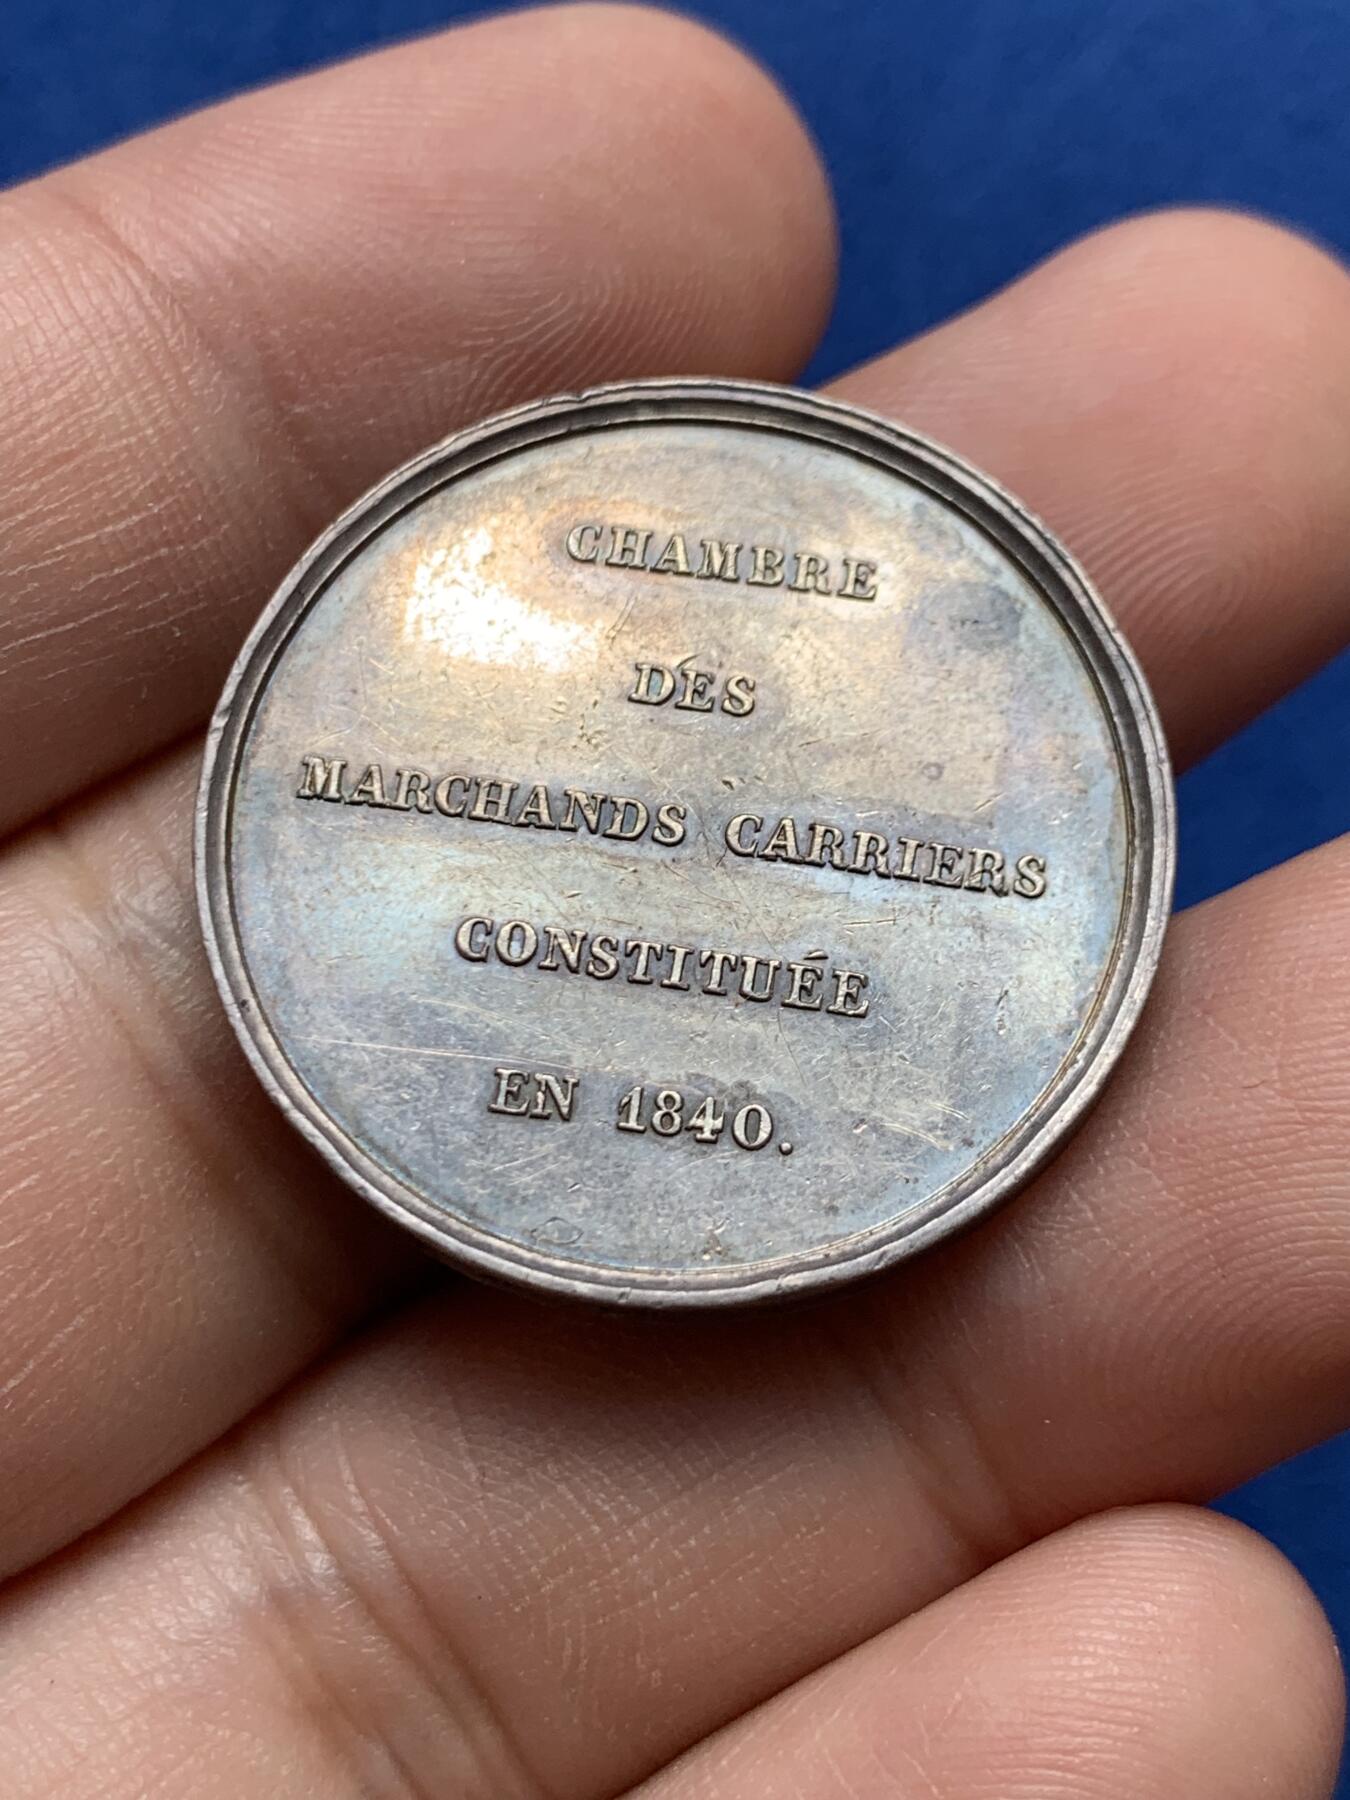 CHAMBRE
DES
MARCHANDS CARRIERS
CONSTITUÉE
EN 1840.